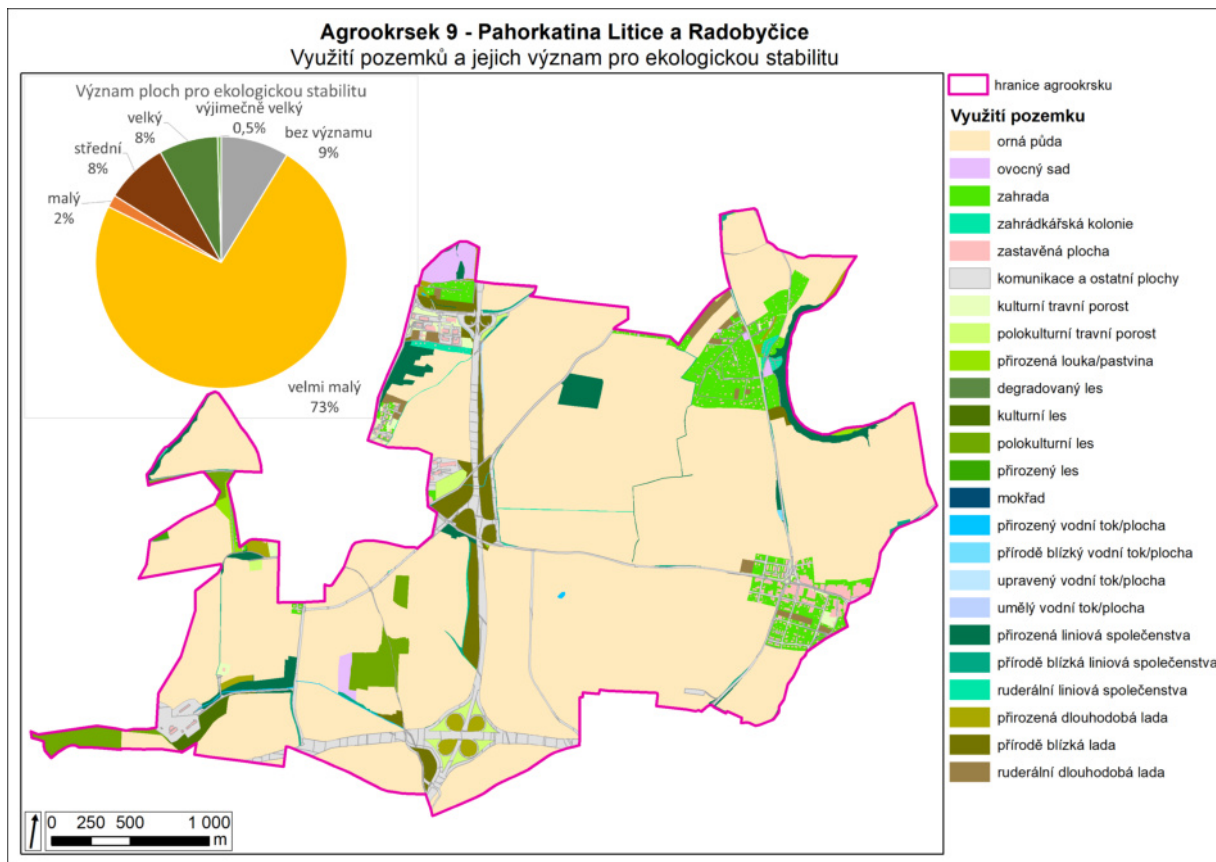 Agrookrsek 9 - Pahorkatina Litice a Radobyčice
Využití pozemků a jejich význam pro ekologickou stabilitu
Význam ploch pro ekologickou stabilitu
výjimečně velký
0,5%
velký
8%
bez významu
9%
střední
8%
malý
2%
velmi malý
73%
hranice agrookrsku
Využití pozemku
orná půda
ovocný sad
zahrada
zahrádkářská kolonie
zastavěná plocha
komunikace a ostatní plochy
kulturní travní porost
polokulturní travní porost
přirozená louka/pastvina
degradovaný les
kulturní les
polokulturní les
přirozený les
mokřad
přirozený vodní tok/plocha
přírodě blízký vodní tok/plocha
upravený vodní tok/plocha
umělý vodní tok/plocha
přirozená liniová společenstva
přírodě blízká liniová společenstva
ruderální liniová společenstva
přirozená dlouhodobá lada
přírodě blízká lada
ruderální dlouhodobá lada
0 250 500 1 000
m